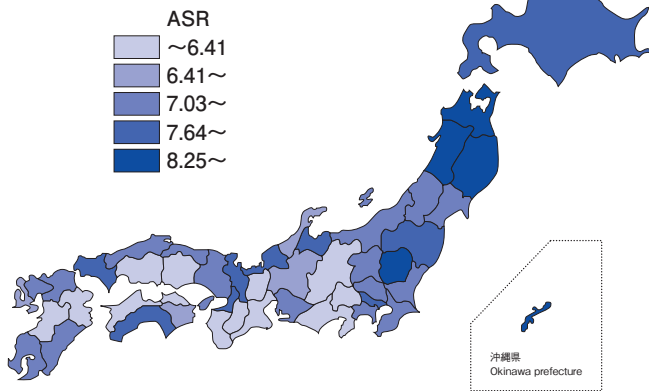 ASR
～6.41
6.41～
7.03～
7.64～
8.25～
沖縄県
Okinawa prefecture